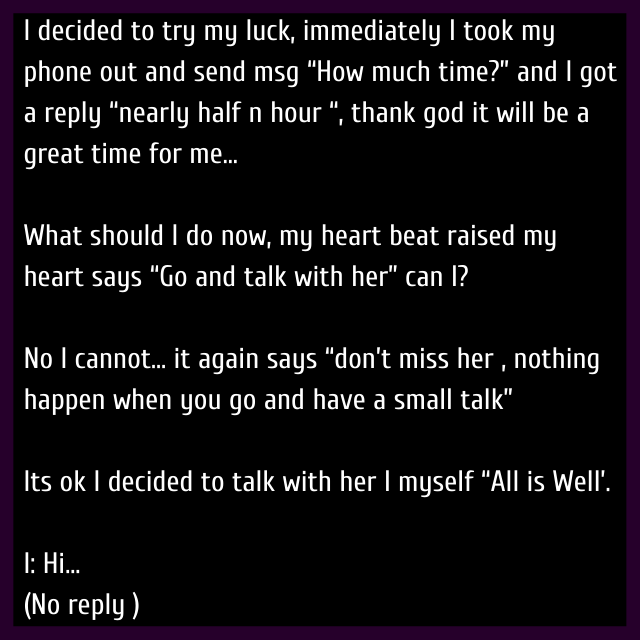 I decided to try my luck, immediately I took my
phone out and send msg “How much time?” and I got
a reply “nearly half n hour “, thank god it will be a
great time for me...
What should I do now, my heart beat raised my
heart says “Go and talk with her” can I?
No I cannot... it again says “don’t miss her , nothing
happen when you go and have a small talk”
Its ok I decided to talk with her I myself “All is Well’.
I: Hi...
(No reply )